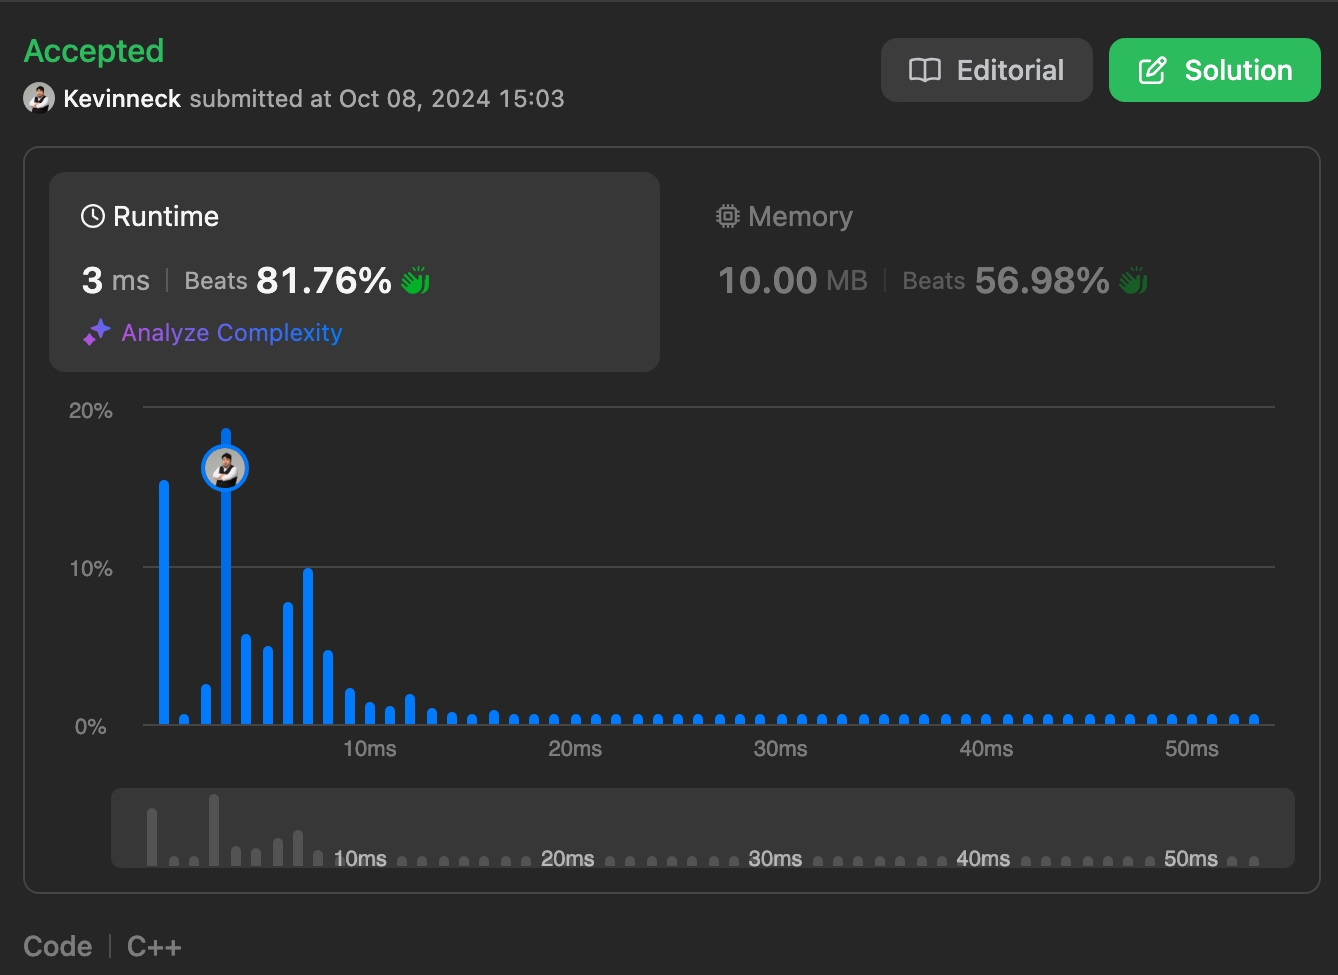 Accepted
Kevinneck submitted at Oct 08, 2024 15:03
Editorial
Solution
Runtime
3 ms | Beats 81.76%
Analyze Complexity
Memory
10.00 MB | Beats 56.98%
20%
10%
0%
10ms 20ms 30ms 40ms 50ms
10ms 20ms 30ms 40ms 50ms
Code | C++